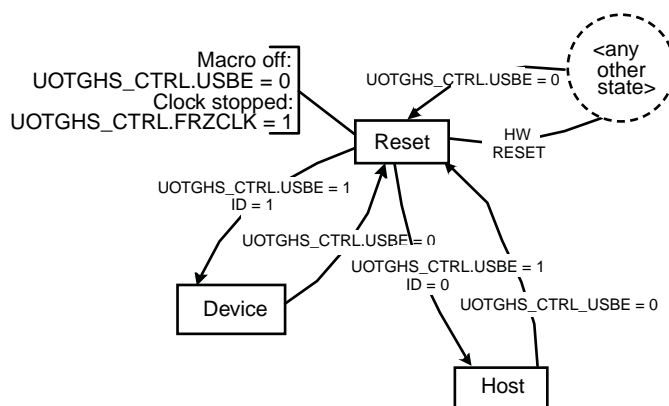 Macro off:
UOTGHS_CTRL.USBE = 0
Clock stopped:
UOTGHS_CTRL.FRZCLK = 1
<any
other
state>
UOTGHS_CTRL.USBE = 0
HW
RESET
Reset
UOTGHS_CTRL.USBE = 1
ID = 1
UOTGHS_CTRL.USBE = 0
UOTGHS_CTRL.USBE = 1
ID = 0
UOTGHS_CTRL_USBE = 0
Device
Host